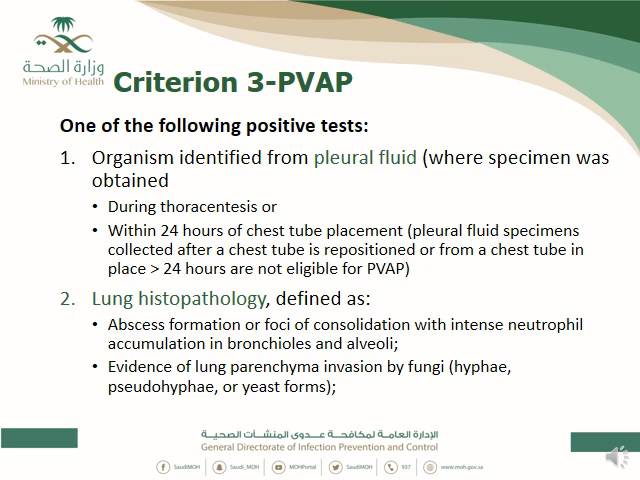 وزارة الصحة
Ministry of Health
Criterion 3-PVAP
One of the following positive tests:
1. Organism identified from pleural fluid (where specimen was
obtained
• During thoracentesis or
• Within 24 hours of chest tube placement (pleural fluid specimens
collected after a chest tube is repositioned or from a chest tube in
place > 24 hours are not eligible for PVAP)
2. Lung histopathology, defined as:
• Abscess formation or foci of consolidation with intense neutrophil
accumulation in bronchioles and alveoli;
• Evidence of lung parenchyma invasion by fungi (hyphae,
pseudohyphae, or yeast forms);
الإدارة العامة لمكافحة عدوى المنشآت الصحية
General Directorate of Infection Prevention and Control
SaudiMOH Saudi_MOH MOHPortal SaudiMOH 937 www.moh.gov.sa